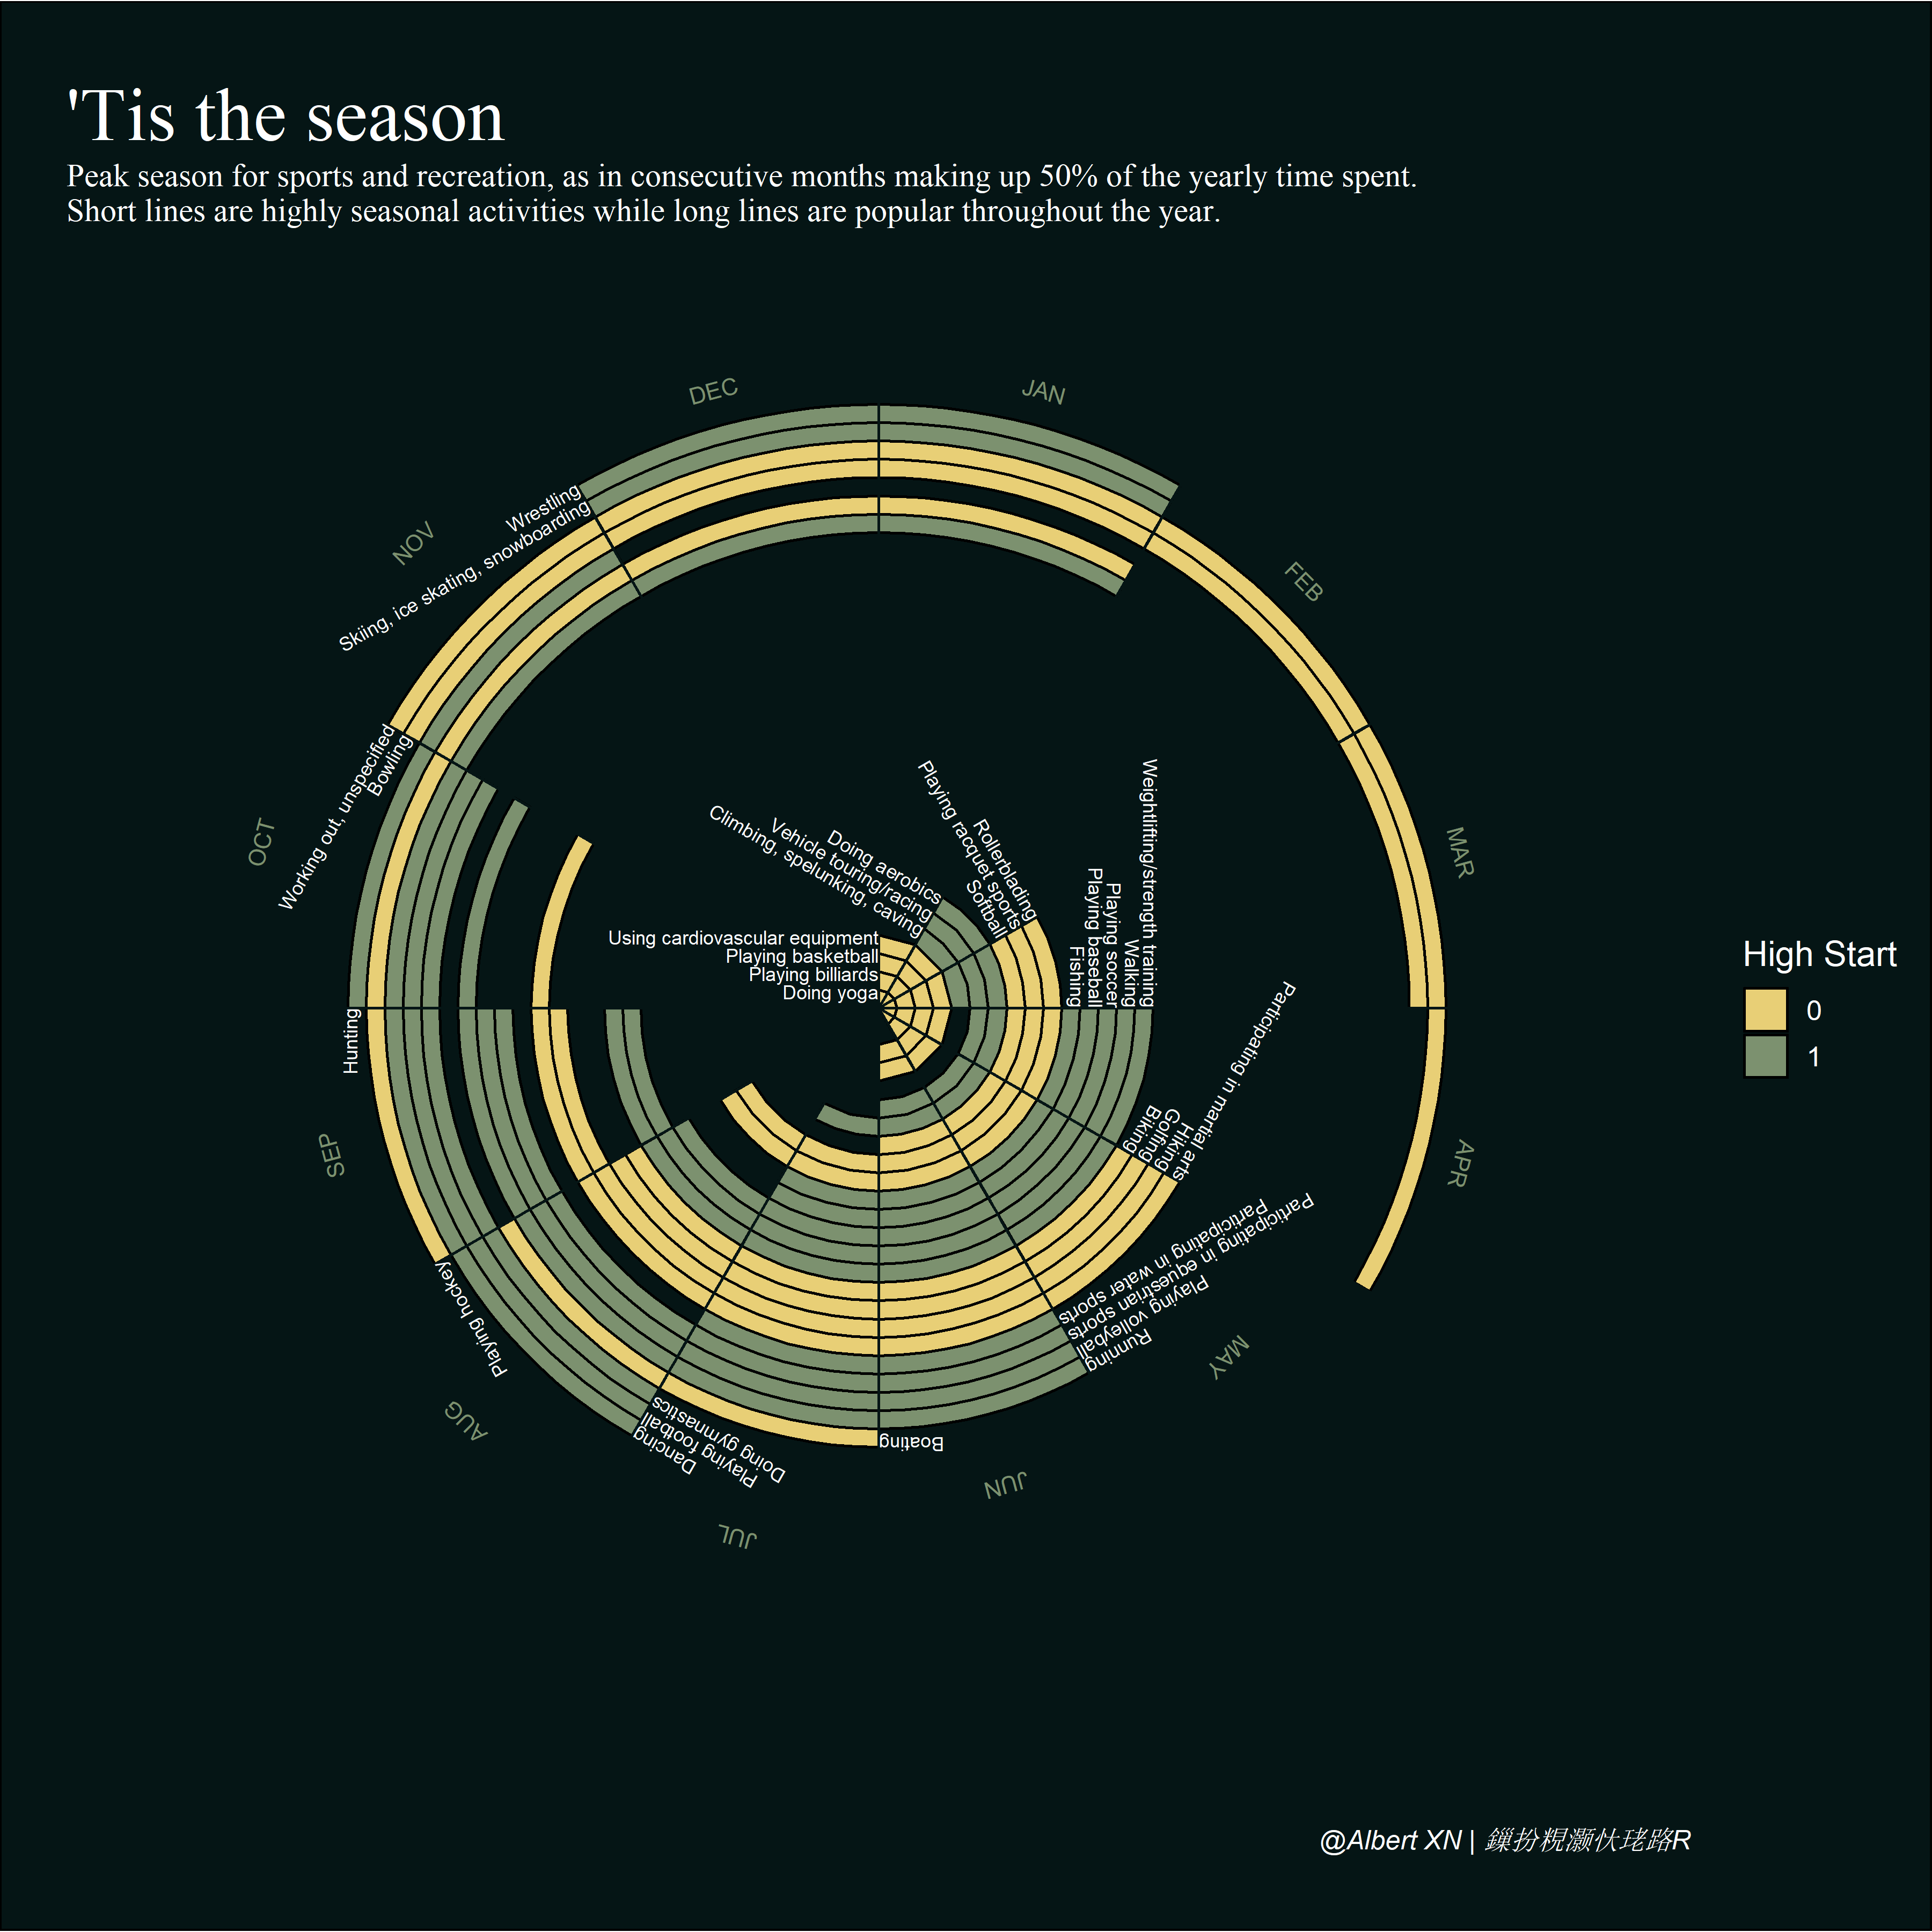 'Tis the season
Peak season for sports and recreation, as in consecutive months making up 50% of the yearly time spent.
Short lines are highly seasonal activities while long lines are popular throughout the year.
DEC
JAN
NOV
FEB
OCT
MAR
SEP
APR
AUG
MAY
JUL
JUN
Wrestling
Skiing, ice skating, snowboarding
Working out, unspecified
Bowling
Hunting
Playing hockey
Dancing
Playing football
Doing gymnastics
Boating
Running
Playing volleyball
Participating in equestrian sports
Participating in water sports
Participating in martial arts
Hiking
Golfing
Biking
Weightlifting/strength training
Walking
Playing soccer
Playing baseball
Fishing
Rollerblading
Playing racquet sports
Softball
Doing aerobics
Vehicle touring/racing
Climbing, spelunking, caving
Using cardiovascular equipment
Playing basketball
Playing billiards
Doing yoga
High Start
0
1
@Albert XN | 鏁扮粯灏忕珯路R